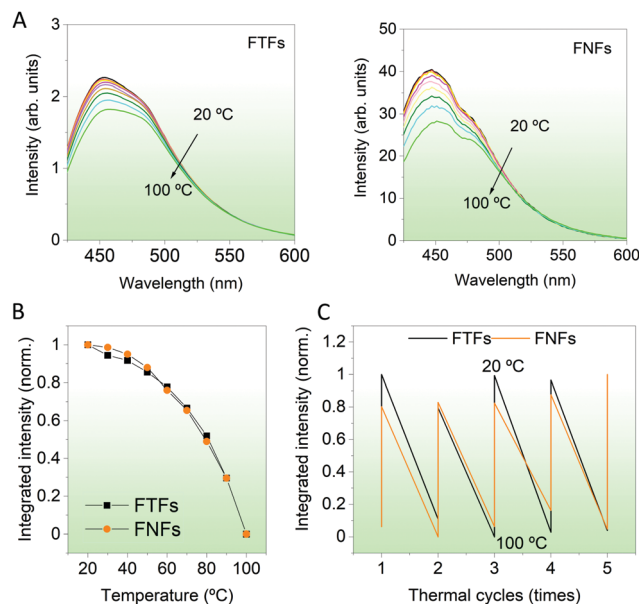 A
FTFs
Intensity (arb. units)
3
2
1
0
20 ºC
100 ºC
450
500
550
600
Wavelength (nm)
FNFs
Intensity (arb. units)
50
40
30
20
10
0
20 ºC
100 ºC
450
500
550
600
Wavelength (nm)
B
Integrated intensity (norm.)
1
0.8
0.6
0.4
0.2
0
FTFs
FNFs
20
40
60
80
100
Temperature (ºC)
C
Integrated intensity (norm.)
1.2
1
0.8
0.6
0.4
0.2
0
FTFs
FNFs
20 ºC
100 ºC
1
2
3
4
5
Thermal cycles (times)